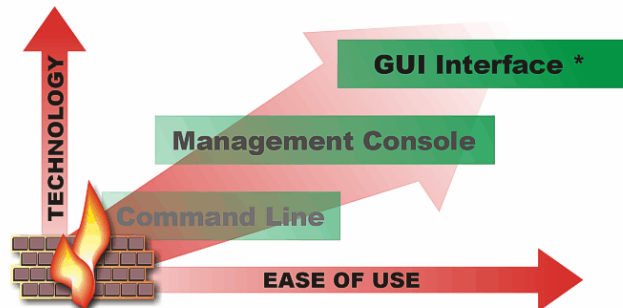 TECHNOLOGY
GUI Interface *
Management Console
Command Line
EASE OF USE